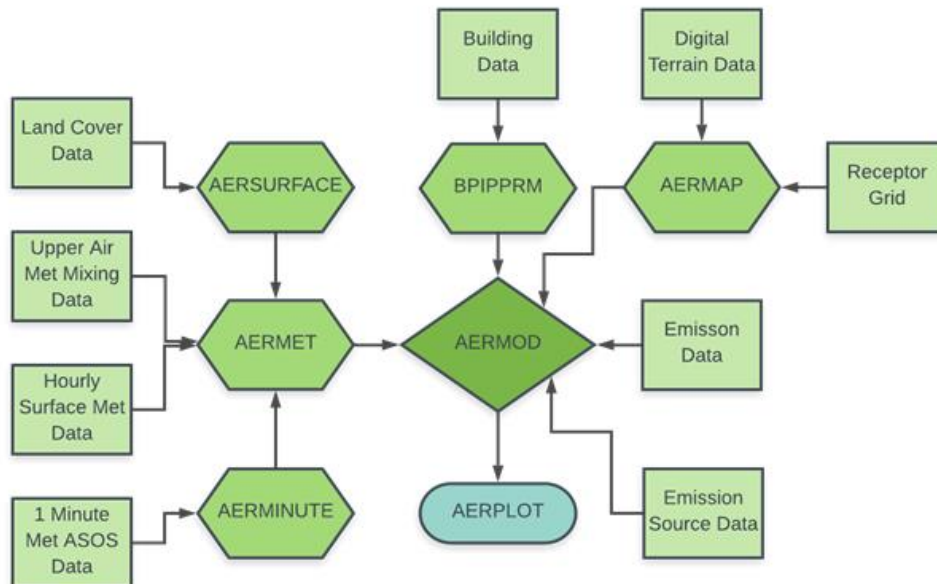 Building
Data
Digital
Terrain Data
Land Cover
Data
AERSURFACE
BPIPPRM
AERMAP
Receptor
Grid
Upper Air
Met Mixing
Data
AERMET
AERMOD
Emisson
Data
Hourly
Surface Met
Data
1 Minute
Met ASOS
Data
AERMINUTE
AERPLOT
Emission
Source Data